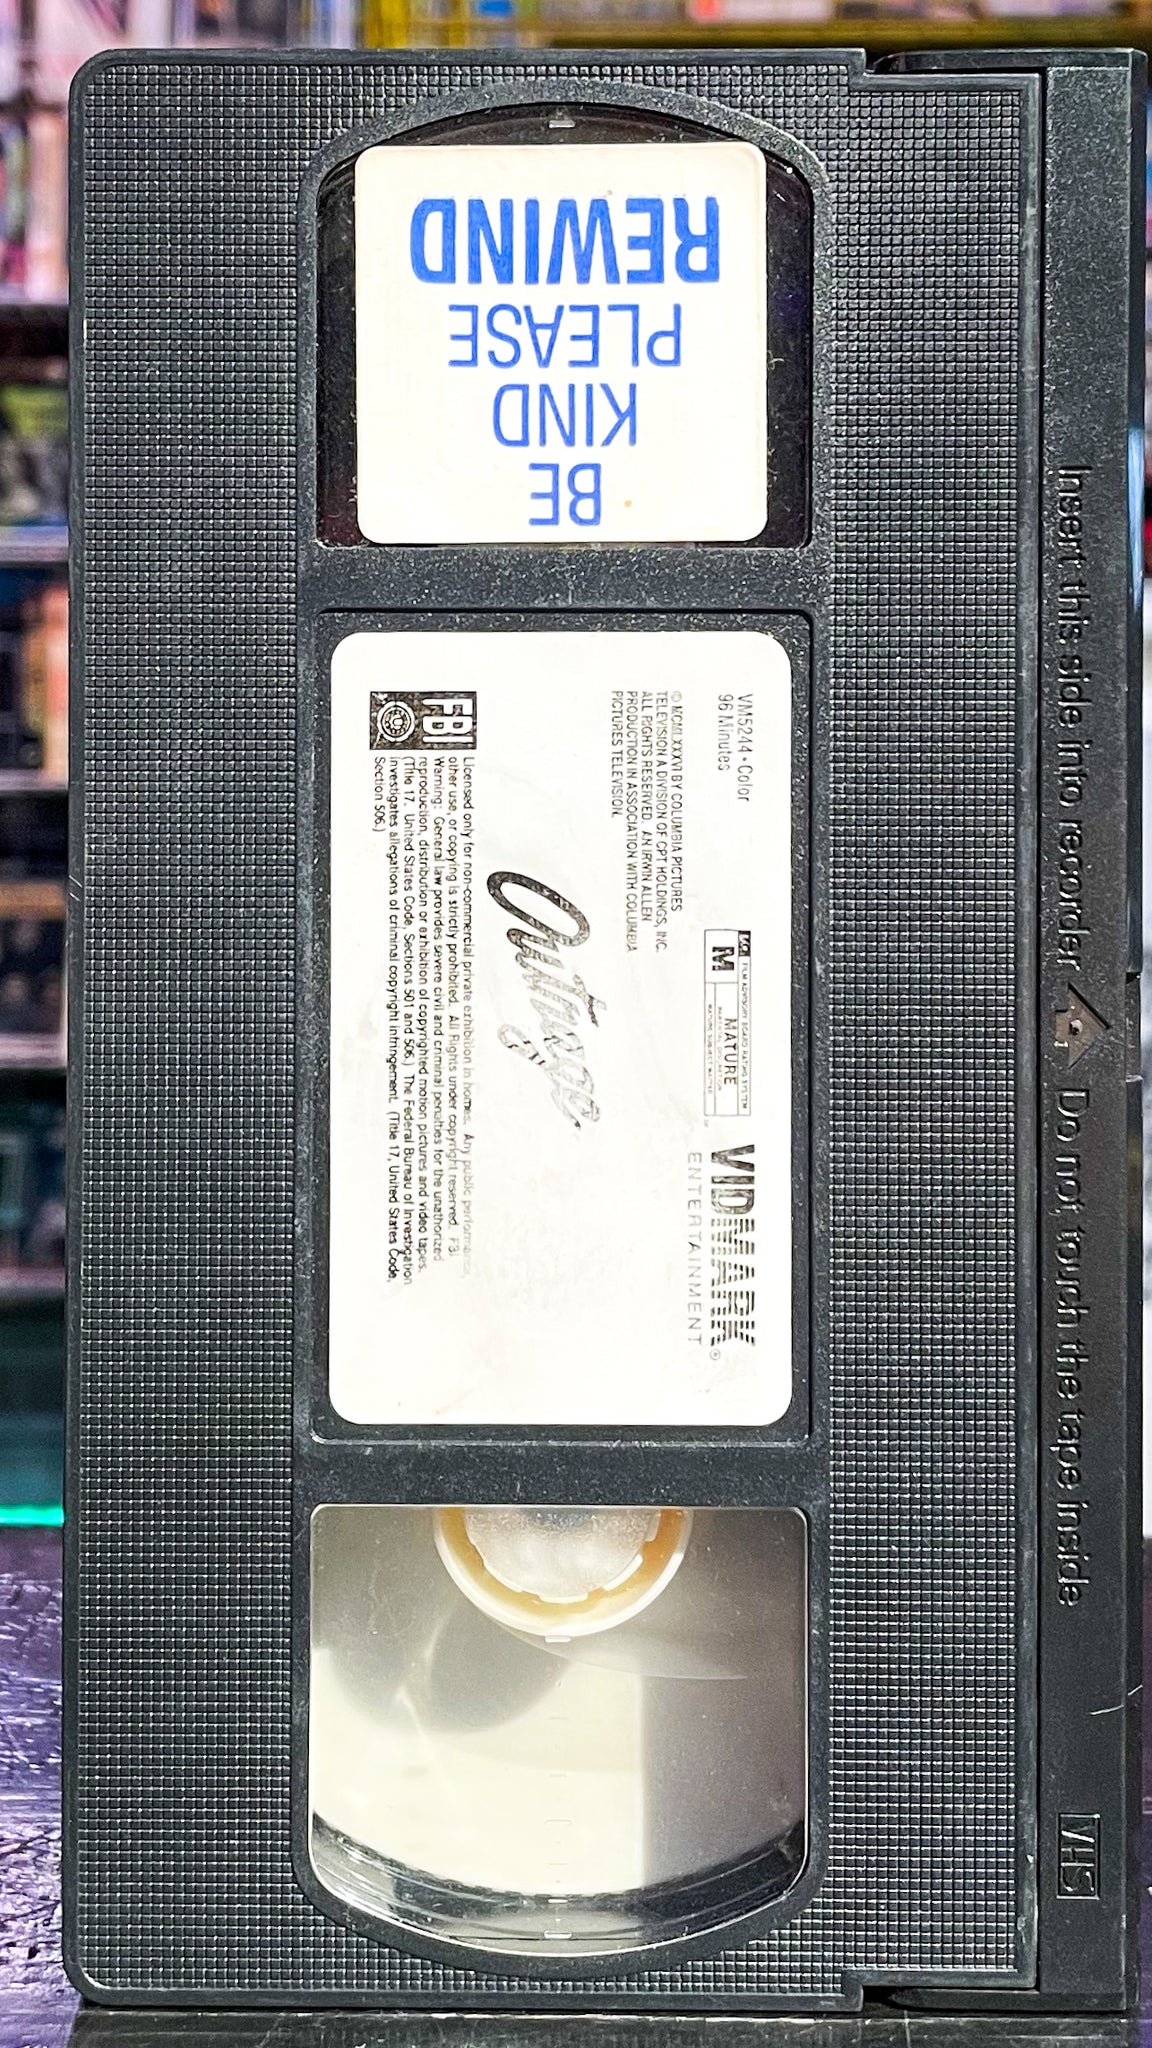 BE
KIND
PLEASE
REWIND
VM5244 • Color
96 Minutes
© MCMLXXXVI BY COLUMBIA PICTURES
TELEVISION A DIVISION OF CPT HOLDINGS, INC.
ALL RIGHTS RESERVED. AN IRWIN ALLEN
PRODUCTION IN ASSOCIATION WITH COLUMBIA
PICTURES TELEVISION.
FILM ADVISORY BOARD RATING SYSTEM
M
MATURE
VIDMARK
ENTERTAINMENT®
Outrage
FBI
Licensed only for non-commercial private exhibition in homes. Any public performance,
other use, or copying is strictly prohibited. All Rights under copyright reserved. FBI
Warning: General law provides severe civil and criminal penalties for the unauthorized
reproduction, distribution or exhibition of copyrighted motion pictures and video tapes.
(Title 17, United States Code, Sections 501 and 506.) The Federal Bureau of Investigation
investigates allegations of criminal copyright infringement. (Title 17, United States Code,
Section 506.)
Insert this side into recorder Do not touch the tape inside
VHS